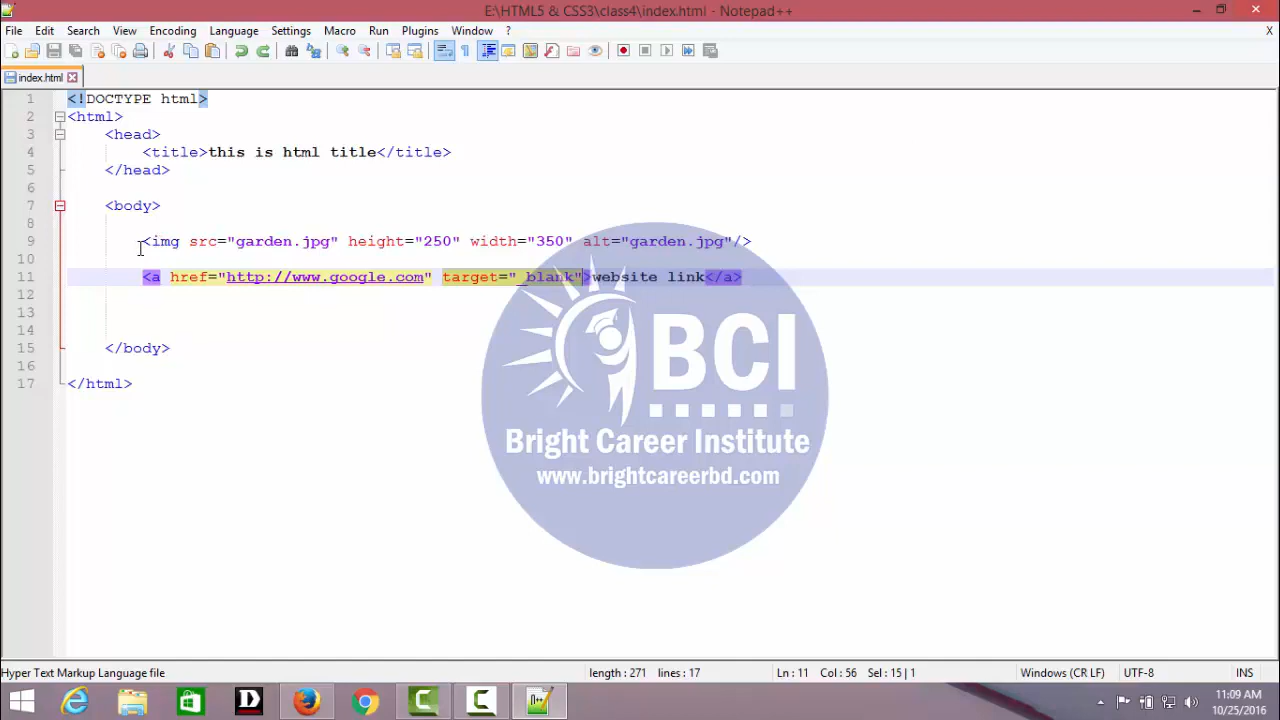 E:\HTML5 & CSS3\class4\index.html - Notepad++
File Edit Search View Encoding Language Settings Macro Run Plugins Window ? X
index.html
1 <!DOCTYPE html>
2 <html>
3 <head>
4 <title>this is html title</title>
5 </head>
6
7 <body>
8
9 <img src="garden.jpg" height="250" width="350" alt="garden.jpg"/>
10
11 <a href="http://www.google.com" target="_blank">website link</a>
12
13
14
15 </body>
16
17 </html>
BCI
Bright Career Institute
www.brightcareerbd.com
Hyper Text Markup Language file length : 271 lines : 17 Ln : 11 Col : 56 Sel : 15 | 1 Windows (CR LF) UTF-8 INS
D
11:09 AM
10/25/2016